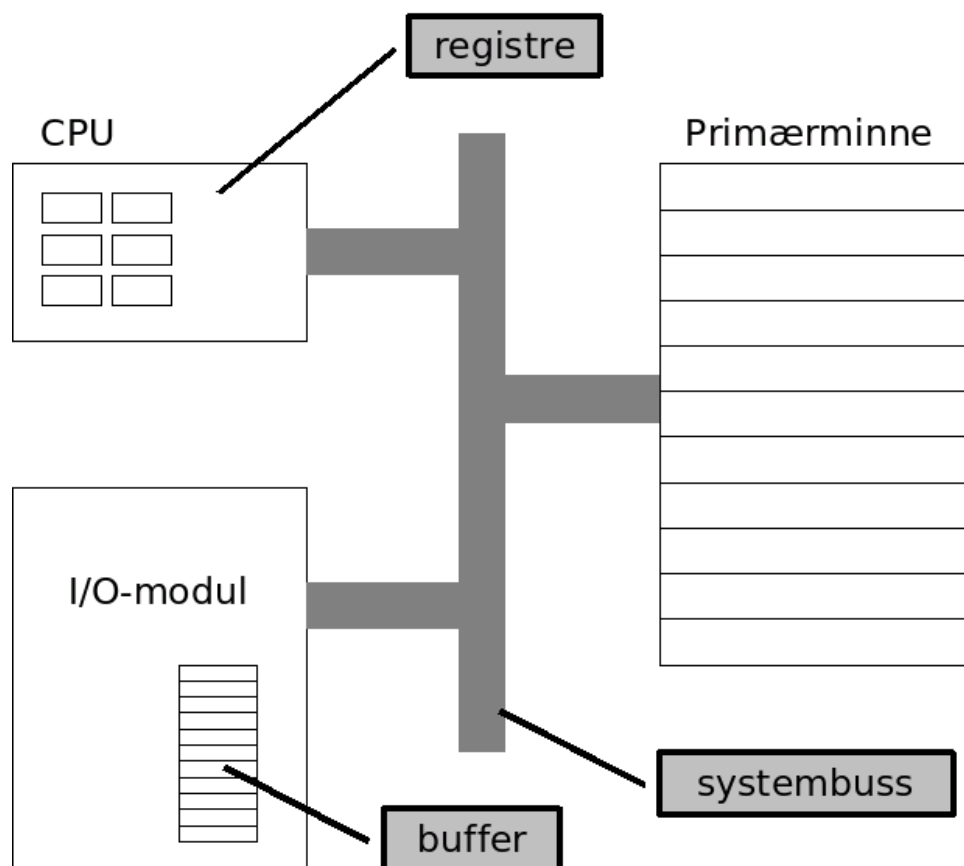 registre
CPU
Primærminne
I/O-modul
systembuss
buffer